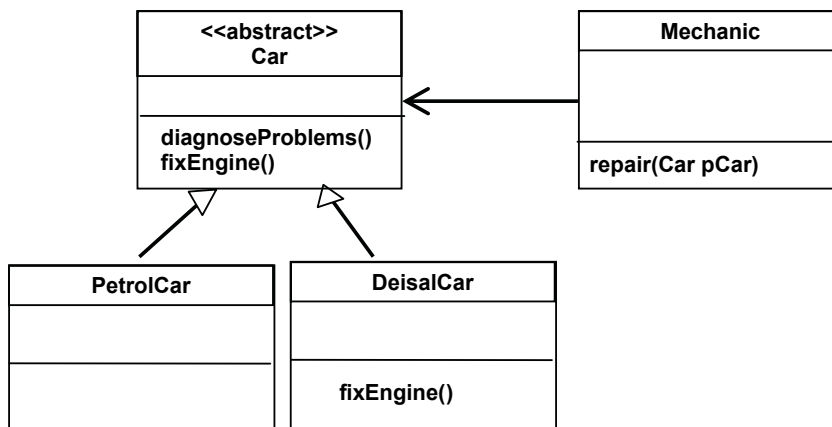 <<abstract>>
Car
diagnoseProblems()
fixEngine()
Mechanic
repair(Car pCar)
PetrolCar
DeisalCar
fixEngine()